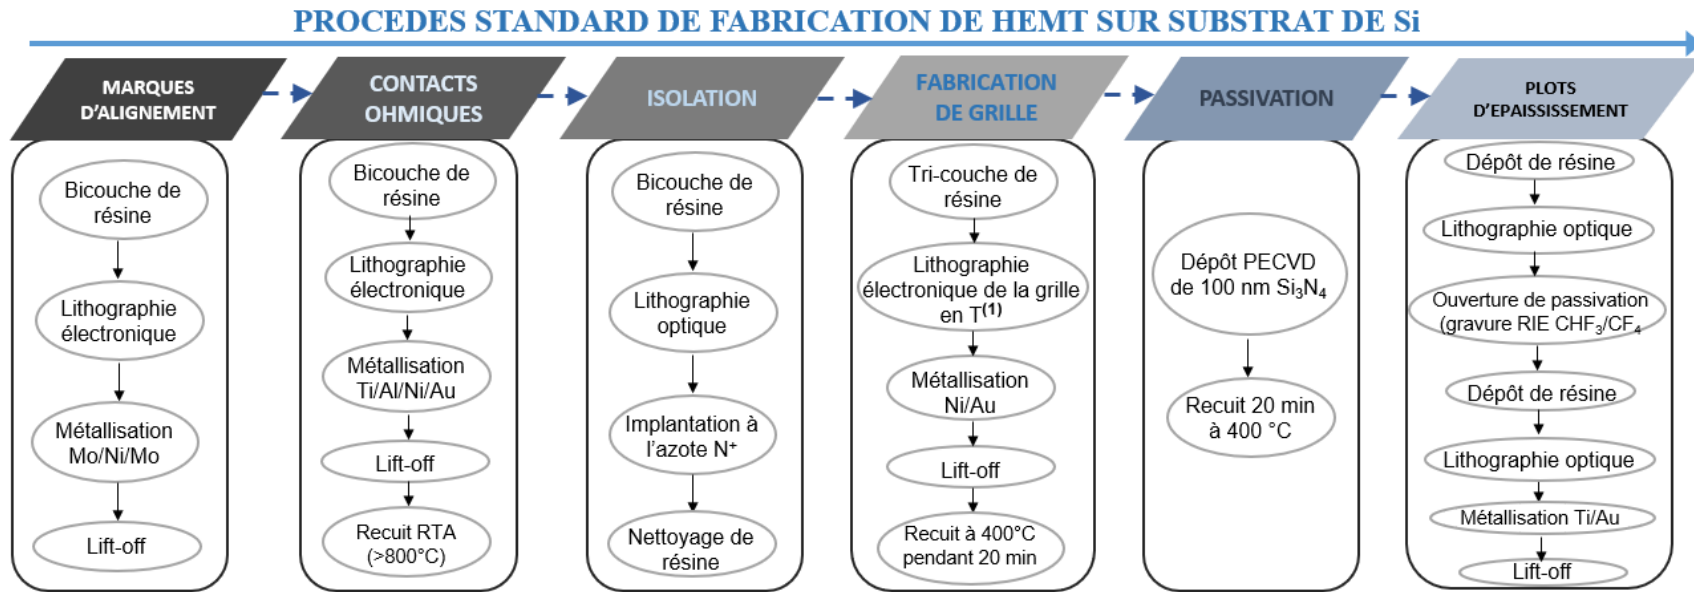 PROCEDES STANDARD DE FABRICATION DE HEMT SUR SUBSTRAT DE Si
MARQUES
D'ALIGNEMENT
Bicouche de
résine
Lithographie
électronique
Métallisation
Mo/Ni/Mo
Lift-off
CONTACTS
OHMIQUES
Bicouche de
résine
Lithographie
électronique
Métallisation
Ti/Al/Ni/Au
Lift-off
Recuit RTA
(>800°C)
ISOLATION
Bicouche de
résine
Lithographie
optique
Implantation à
l'azote N⁺
Nettoyage de
résine
FABRICATION
DE GRILLE
Tri-couche de
résine
Lithographie
électronique de la grille
en T⁽¹⁾
Métallisation
Ni/Au
Lift-off
Recuit à 400°C
pendant 20 min
PASSIVATION
Dépôt PECVD
de 100 nm Si₃N₄
Recuit 20 min
à 400 °C
PLOTS
D'EPAISSISSEMENT
Dépôt de résine
Lithographie optique
Ouverture de passivation
(gravure RIE CHF₃/CF₄
Dépôt de résine
Lithographie optique
Métallisation Ti/Au
Lift-off